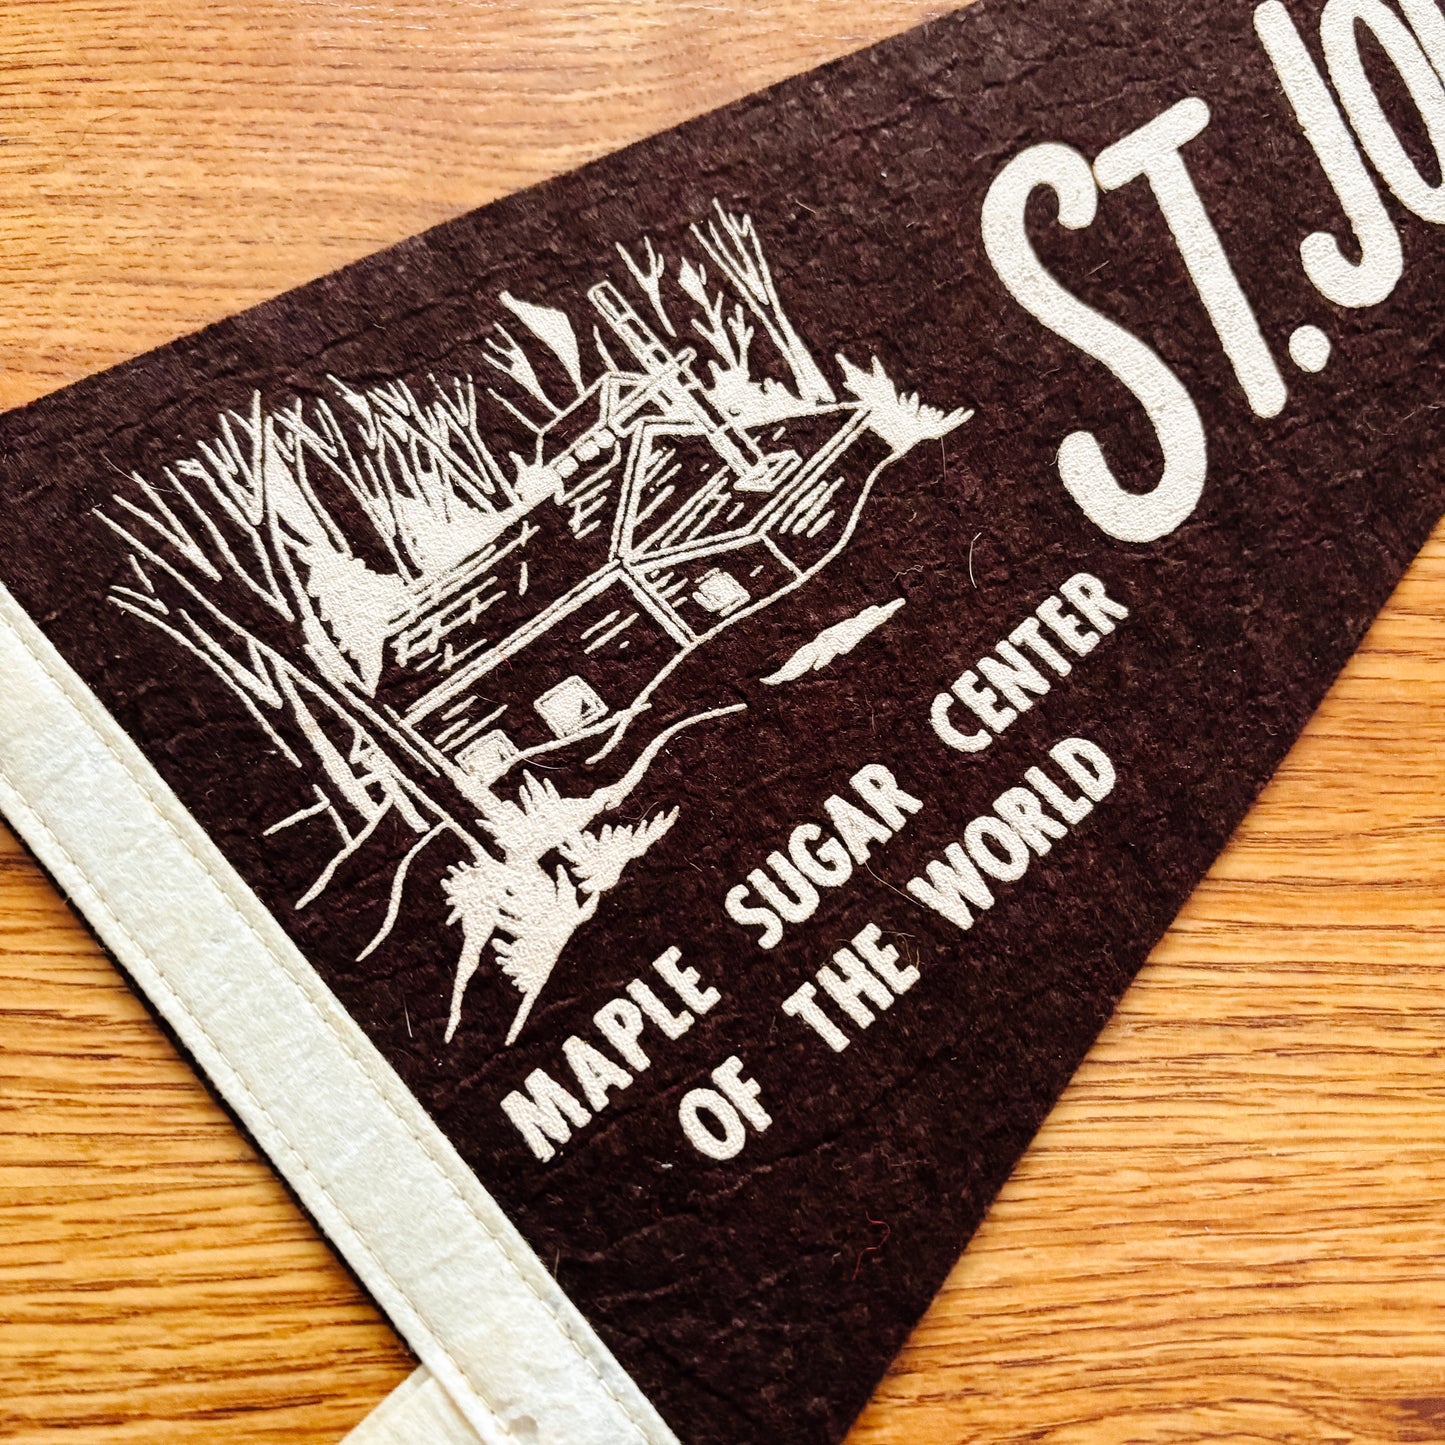 ST. JO
MAPLE SUGAR CENTER
OF THE WORLD